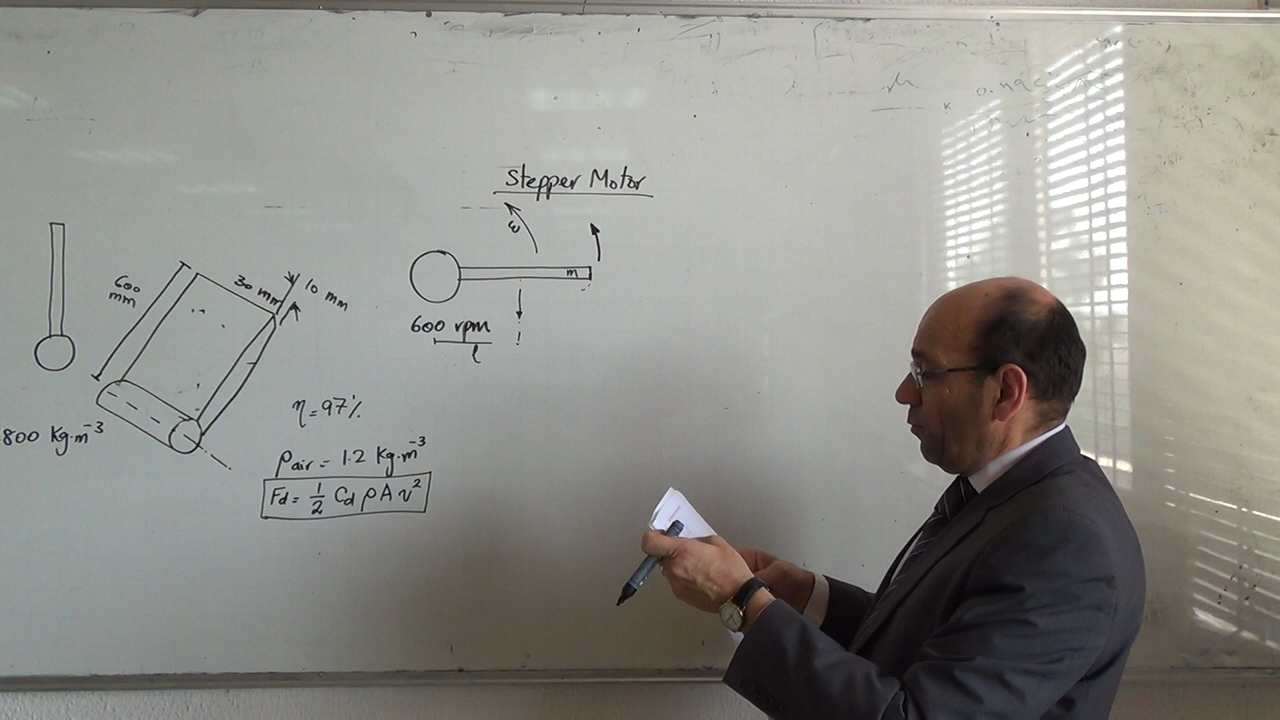 Stepper Motor
ω
m
600 rpm
l
600
mm
30 mm
10 mm
800 Kg·m⁻³
η = 97%
ρair = 1.2 Kg·m⁻³
Fd = 1/2 Cd ρ A v²